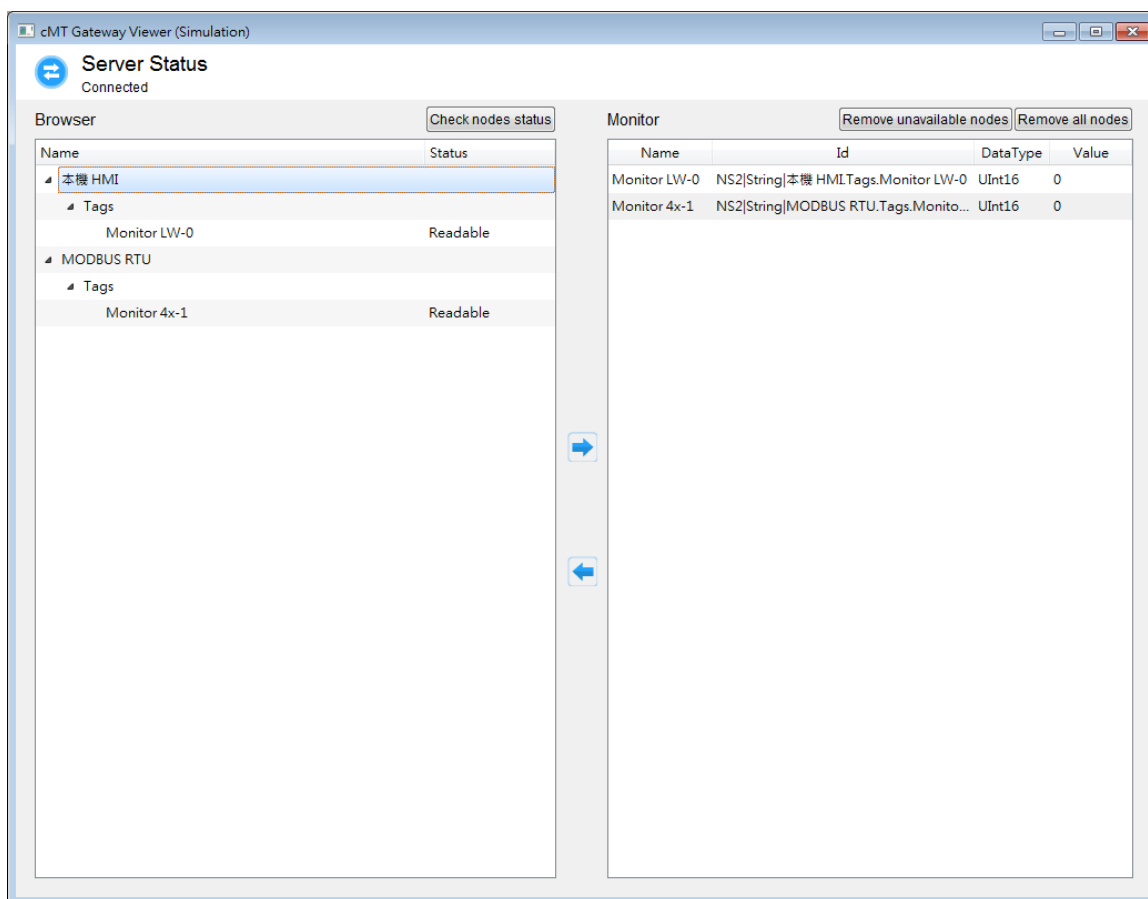 cMT Gateway Viewer (Simulation)
Server Status
Connected
Browser
Check nodes status
Name Status
本機 HMI
Tags
Monitor LW-0 Readable
MODBUS RTU
Tags
Monitor 4x-1 Readable
Monitor
Remove unavailable nodes Remove all nodes
Name Id DataType Value
Monitor LW-0 NS2|String|本機 HMI.Tags.Monitor LW-0 UInt16 0
Monitor 4x-1 NS2|String|MODBUS RTU.Tags.Monito... UInt16 0